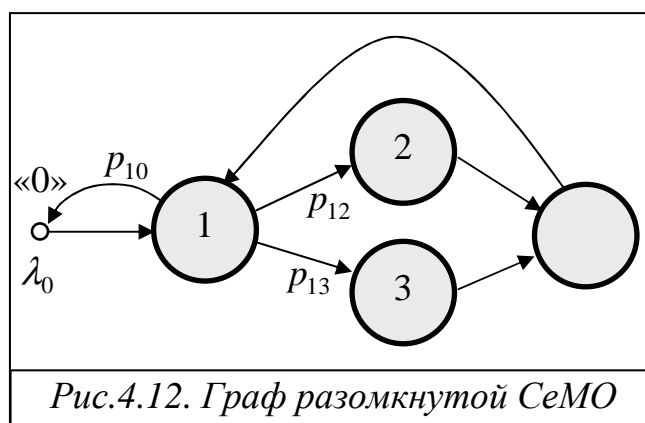 2
«0»
p₁₀
1
p₁₂
λ₀
p₁₃
3
Рис.4.12. Граф разомкнутой СеМО